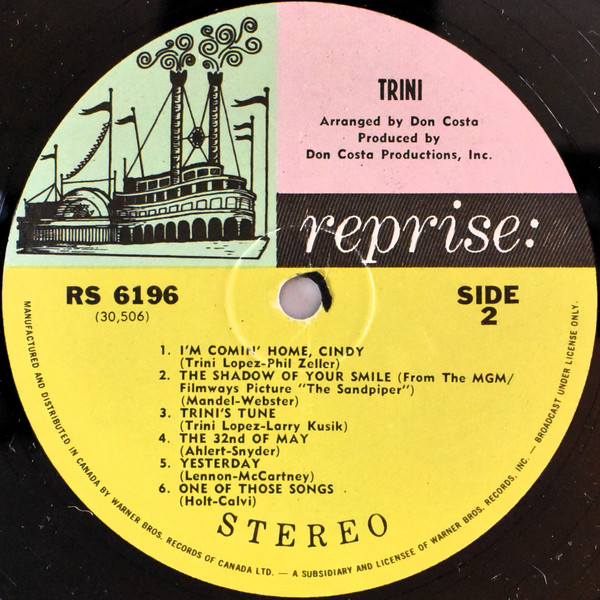 TRINI
Arranged by Don Costa
Produced by
Don Costa Productions, Inc.
reprise:
RS 6196
(30,506)
SIDE
2
1. I'M COMIN' HOME, CINDY
(Trini Lopez-Phil Zeller)
2. THE SHADOW OF YOUR SMILE (From The MGM/
Filmways Picture "The Sandpiper")
(Mandel-Webster)
3. TRINI'S TUNE
(Trini Lopez-Larry Kusik)
4. THE 32nd OF MAY
(Ahlert-Snyder)
5. YESTERDAY
(Lennon-McCartney)
6. ONE OF THOSE SONGS
(Holt-Calvi)
STEREO
MANUFACTURED AND DISTRIBUTED IN CANADA BY WARNER BROS. RECORDS OF CANADA LTD. — A SUBSIDIARY AND LICENSEE OF WARNER BROS. RECORDS, INC. — BROADCAST UNDER LICENSE ONLY.